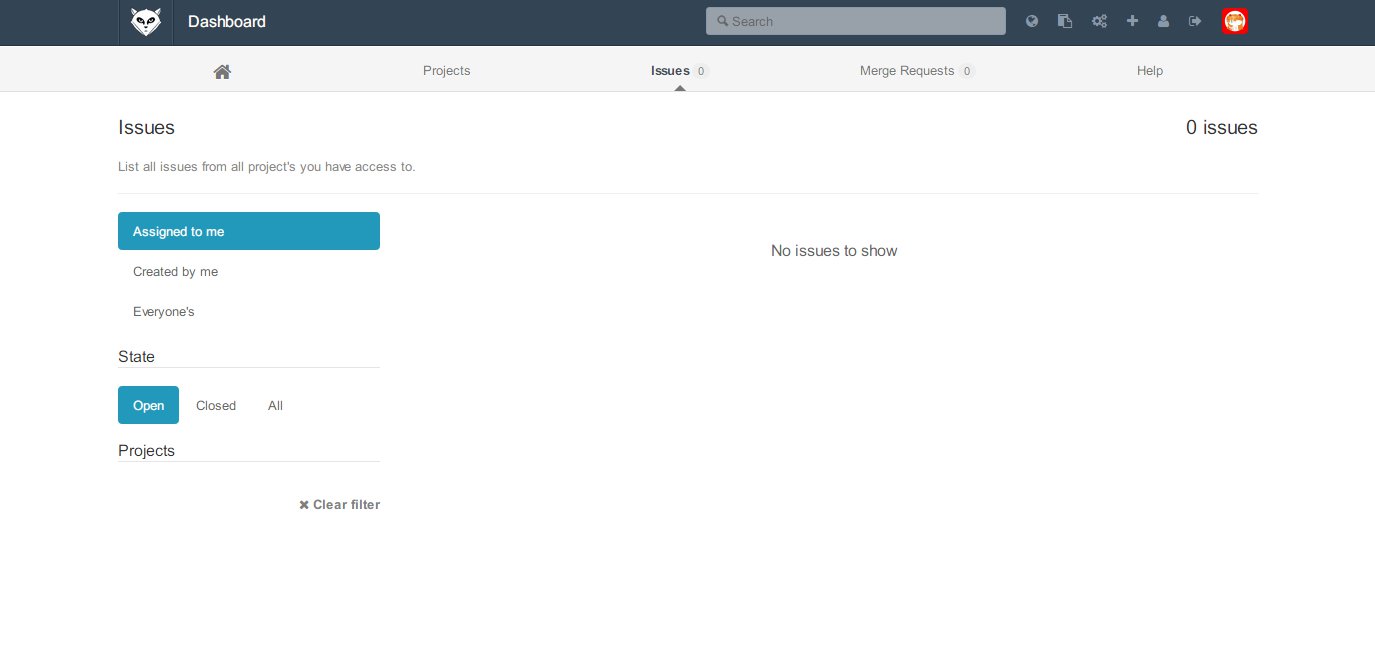 Dashboard
Search
Projects
Issues 0
Merge Requests 0
Help
Issues
0 issues
List all issues from all project's you have access to.
Assigned to me
No issues to show
Created by me
Everyone's
State
Open
Closed
All
Projects
Clear filter